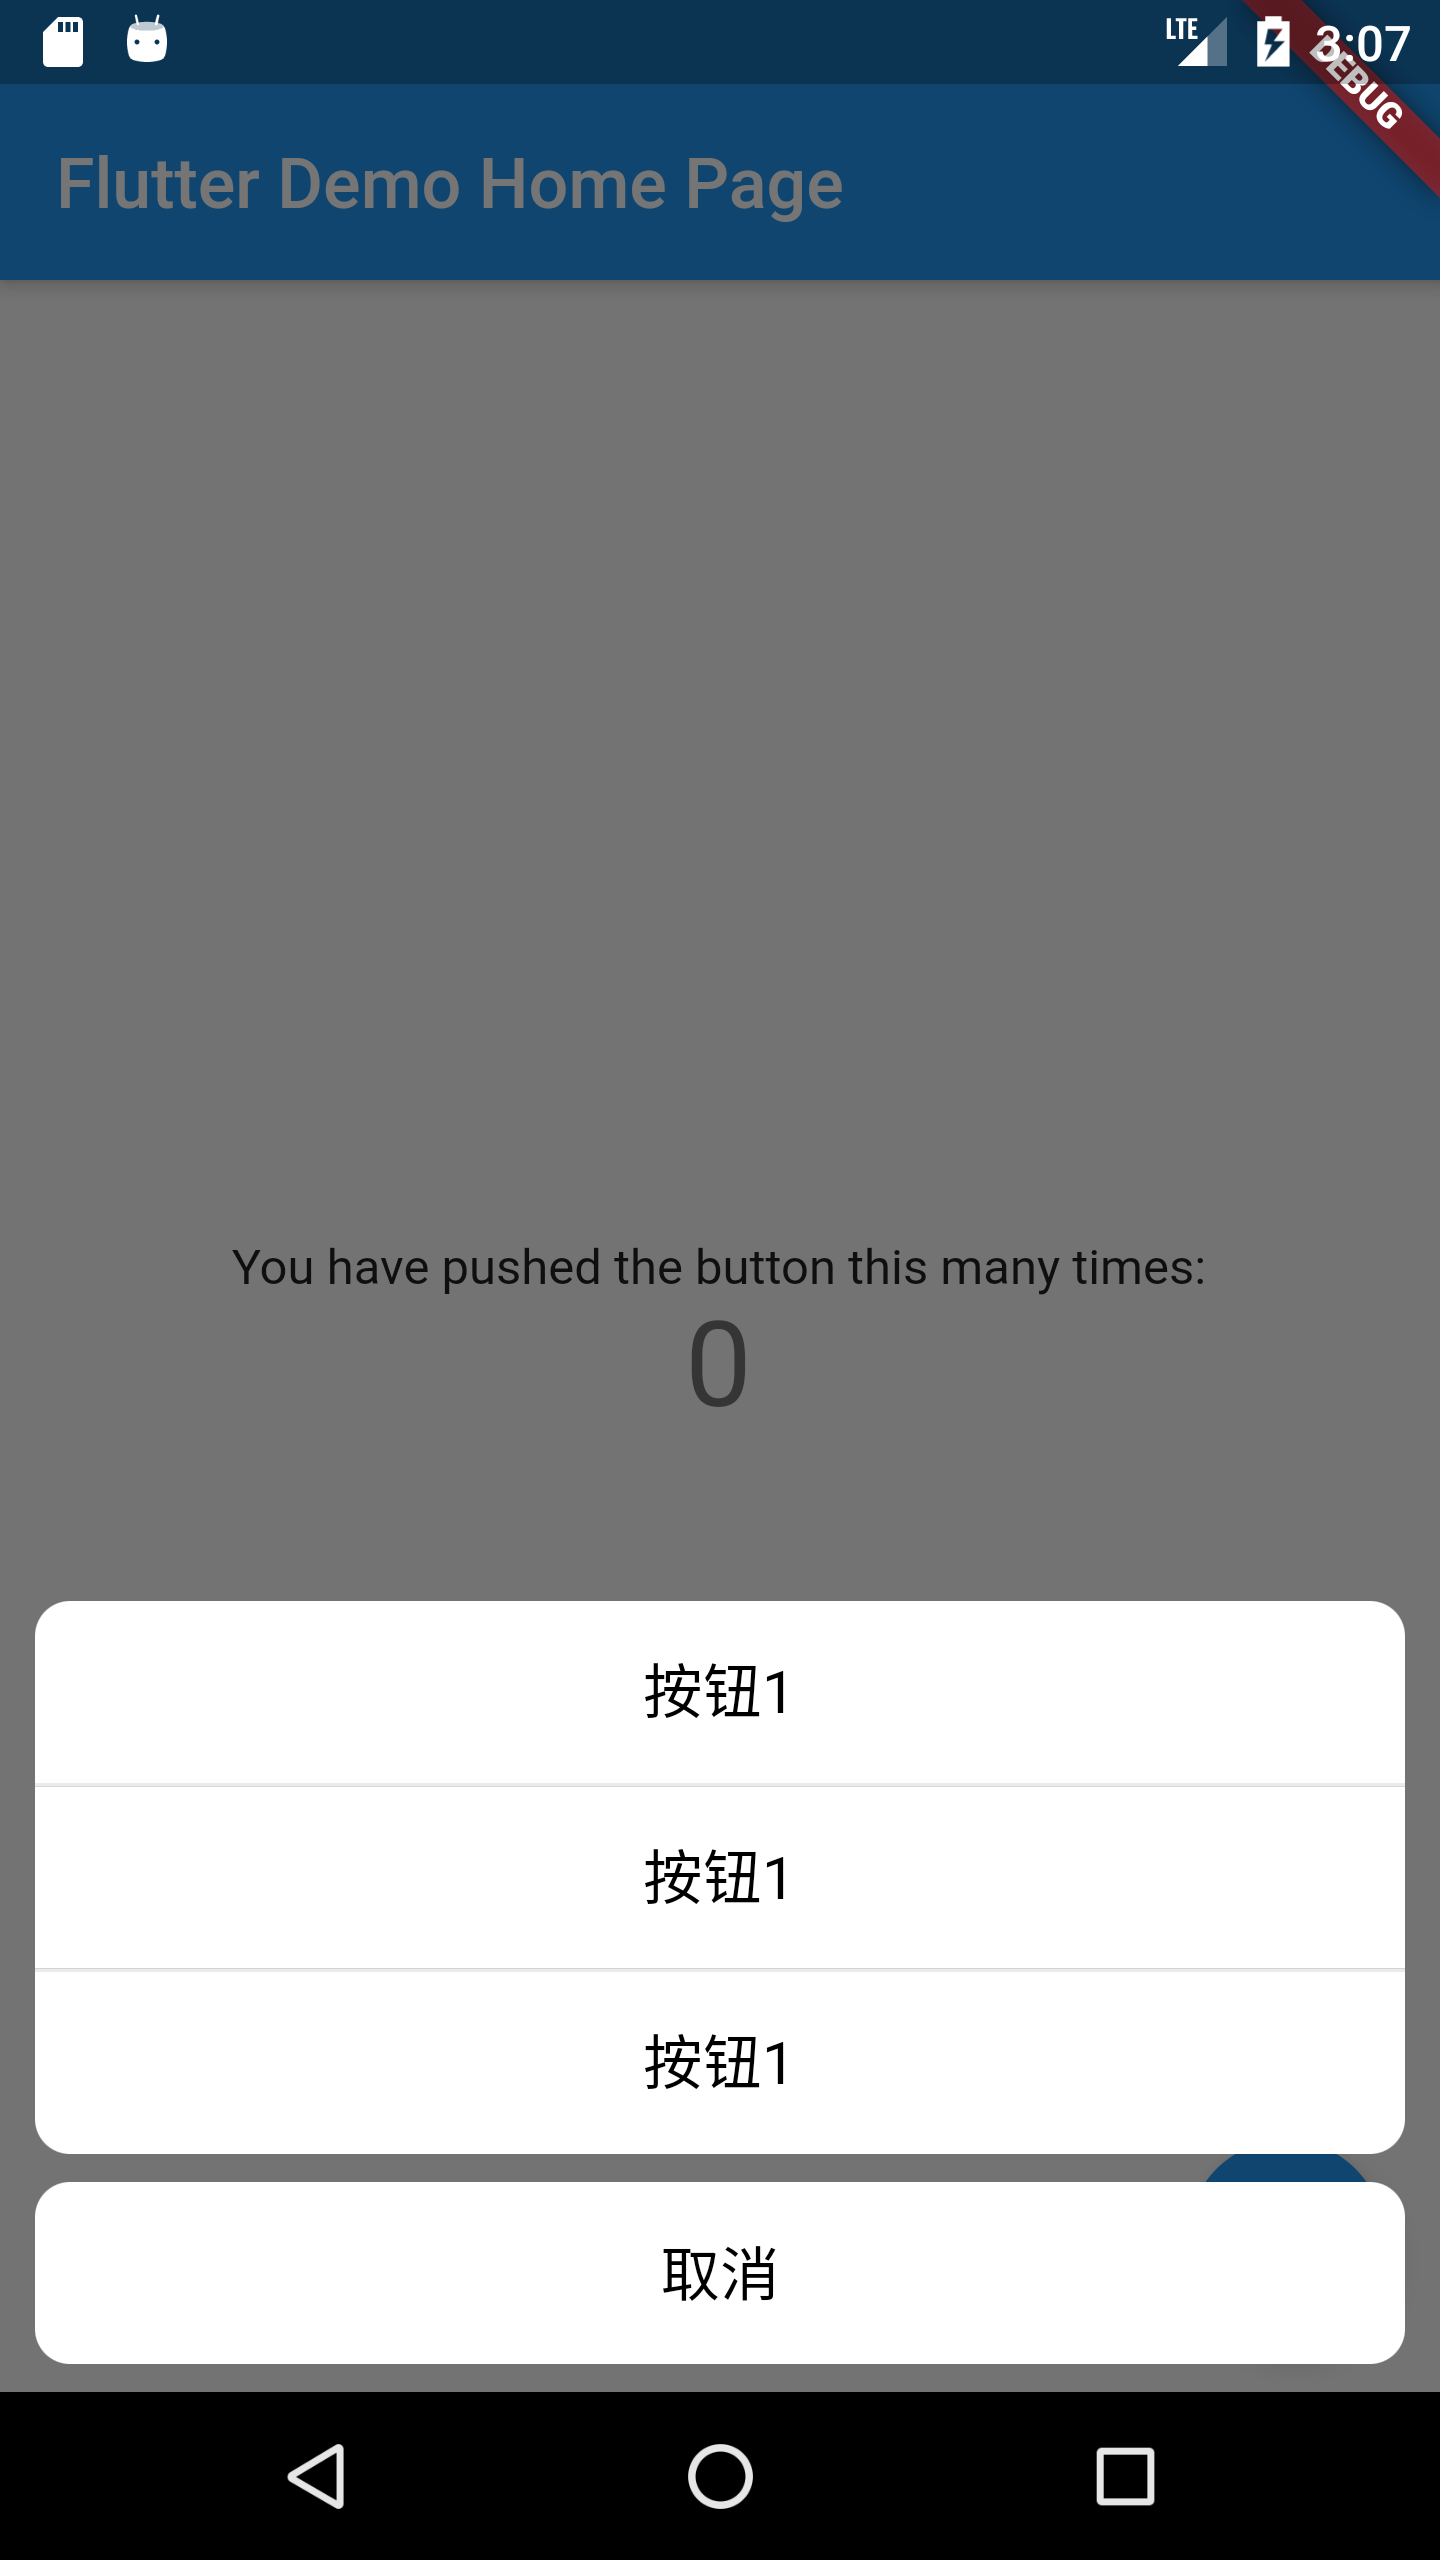 LTE 3:07
DEBUG
Flutter Demo Home Page
You have pushed the button this many times:
0
按钮1
按钮1
按钮1
取消